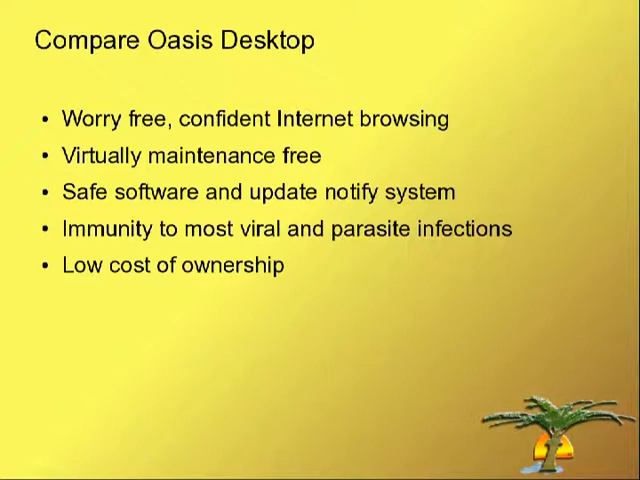 Compare Oasis Desktop
• Worry free, confident Internet browsing
• Virtually maintenance free
• Safe software and update notify system
• Immunity to most viral and parasite infections
• Low cost of ownership